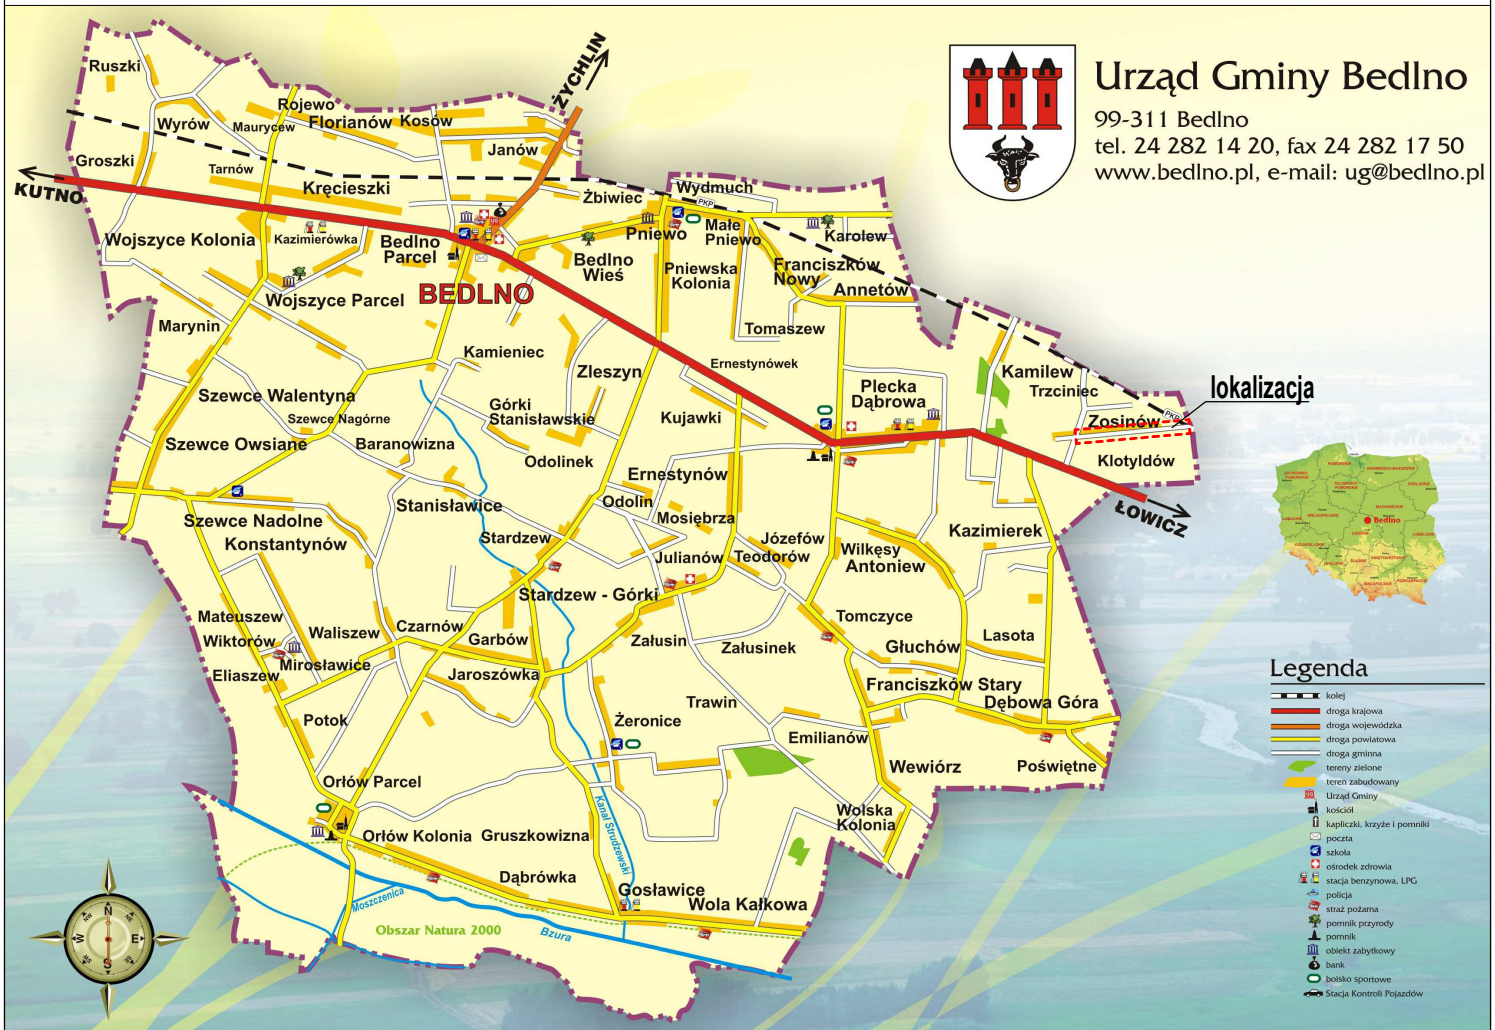 Urząd Gminy Bedlno
99-311 Bedlno
tel. 24 282 14 20, fax 24 282 17 50
www.bedlno.pl, e-mail: ug@bedlno.pl
ŻYCHLIN
Ruszki
Rojewo
Wyrów
Maurycew
Florianów
Kosów
Groszki
Janów
Tarnów
KUTNO
Kręcieszki
Żbiwiec
Wydmuch
PKP
Wojszyce Kolonia
Kazimierówka
Bedlno
Parcel
Pniewo
Małe
Pniewo
Karolew
Bedlno
Wieś
Pniewska
Kolonia
Franciszków
Nowy
Annetów
Wojszyce Parcel
BEDLNO
Marynin
Tomaszew
Kamieniec
Zleszyn
Ernestynówek
Plecka
Dąbrowa
Kamilew
Trzciniec
lokalizacja
Szewce Walentyna
Szewce Nagórne
Górki
Stanisławskie
Kujawki
Zosinów
PKP
Szewce Owsiane
Baranowizna
Odolinek
Klotyldów
Ernestynów
Stanisławice
Odolin
Mosiębrza
ŁOWICZ
Szewce Nadolne
Konstantynów
Stardzew
Józefów
Kazimierek
Julianów
Teodorów
Wilkęsy
Antoniew
Stardzew - Górki
Mateuszew
Wiktorów
Waliszew
Czarnów
Garbów
Załusin
Załusinek
Tomczyce
Głuchów
Lasota
Eliaszew
Mirosławice
Jaroszówka
Franciszków Stary
Dębowa Góra
Potok
Trawin
Żeronice
Emilianów
Wewiórz
Poświętne
Orłów Parcel
Wolska
Kolonia
Orłów Kolonia
Gruszkowizna
Kanał Strudzewski
Dąbrówka
Gosławice
Wola Kałkowa
Moszczenica
Obszar Natura 2000
Bzura
N
NE
E
S
SW
W
NW
Bedlno
Legenda
kolej
droga krajowa
droga wojewódzka
droga powiatowa
droga gminna
tereny zielone
teren zabudowany
Urząd Gminy
kościół
kapliczki, krzyże i pomniki
poczta
szkoła
ośrodek zdrowia
stacja benzynowa, LPG
policja
straż pożarna
pomnik przyrody
pomnik
obiekt zabytkowy
bank
boisko sportowe
Stacja Kontroli Pojazdów